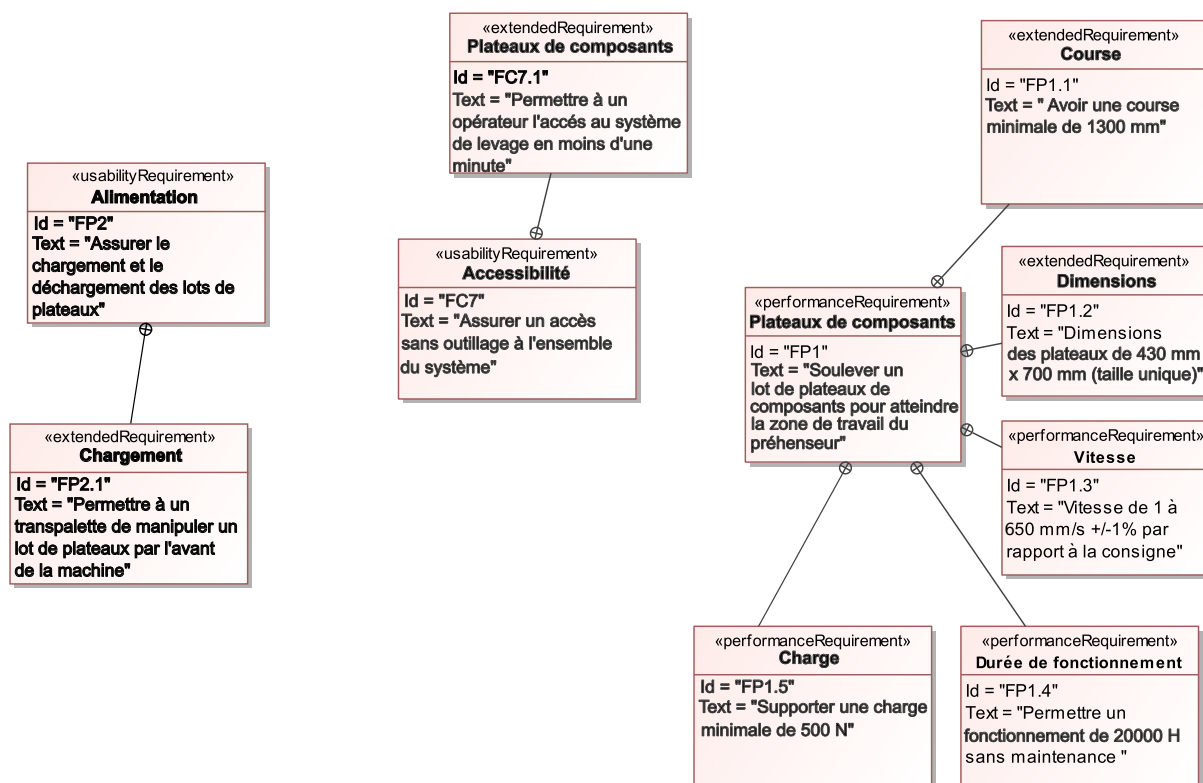 «extendedRequirement»
Plateaux de composants
Id = "FC7.1"
Text = "Permettre à un
opérateur l'accés au système
de levage en moins d'une
minute"
«extendedRequirement»
Course
Id = "FP1.1"
Text = " Avoir une course
minimale de 1300 mm"
«usabilityRequirement»
Alimentation
Id = "FP2"
Text = "Assurer le
chargement et le
déchargement des lots de
plateaux"
«usabilityRequirement»
Accessibilité
Id = "FC7"
Text = "Assurer un accès
sans outillage à l'ensemble
du système"
«extendedRequirement»
Dimensions
Id = "FP1.2"
Text = "Dimensions
des plateaux de 430 mm
x 700 mm (taille unique)"
«performanceRequirement»
Plateaux de composants
Id = "FP1"
Text = "Soulever un
lot de plateaux de
composants pour atteindre
la zone de travail du
préhenseur"
«extendedRequirement»
Chargement
Id = "FP2.1"
Text = "Permettre à un
transpalette de manipuler un
lot de plateaux par l'avant
de la machine"
«performanceRequirement»
Vitesse
Id = "FP1.3"
Text = "Vitesse de 1 à
650 mm/s +/-1% par
rapport à la consigne"
«performanceRequirement»
Charge
Id = "FP1.5"
Text = "Supporter une charge
minimale de 500 N"
«performanceRequirement»
Durée de fonctionnement
Id = "FP1.4"
Text = "Permettre un
fonctionnement de 20000 H
sans maintenance "